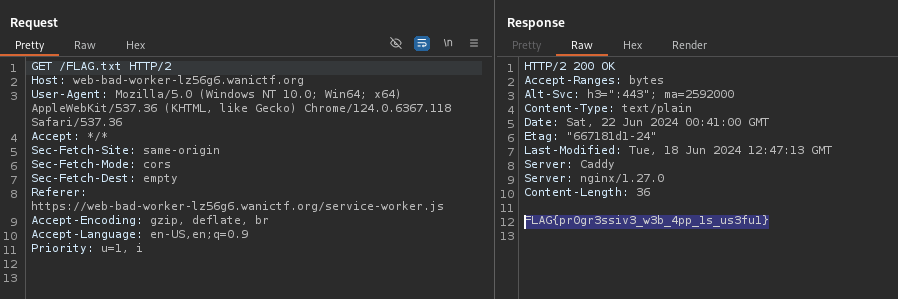 Request
Pretty Raw Hex
\n
1 GET /FLAG.txt HTTP/2
2 Host: web-bad-worker-lz56g6.wanictf.org
3 User-Agent: Mozilla/5.0 (Windows NT 10.0; Win64; x64)
AppleWebKit/537.36 (KHTML, like Gecko) Chrome/124.0.6367.118
Safari/537.36
4 Accept: */*
5 Sec-Fetch-Site: same-origin
6 Sec-Fetch-Mode: cors
7 Sec-Fetch-Dest: empty
8 Referer:
https://web-bad-worker-lz56g6.wanictf.org/service-worker.js
9 Accept-Encoding: gzip, deflate, br
10 Accept-Language: en-US,en;q=0.9
11 Priority: u=1, i
12
13
Response
Pretty Raw Hex Render
1 HTTP/2 200 OK
2 Accept-Ranges: bytes
3 Alt-Svc: h3=":443"; ma=2592000
4 Content-Type: text/plain
5 Date: Sat, 22 Jun 2024 00:41:00 GMT
6 Etag: "667181d1-24"
7 Last-Modified: Tue, 18 Jun 2024 12:47:13 GMT
8 Server: Caddy
9 Server: nginx/1.27.0
10 Content-Length: 36
11
12 FLAG{pr0gr3ssiv3_w3b_4pp_1s_us3ful}
13